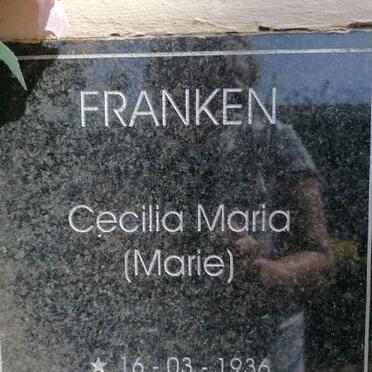 FRANKEN
Cecilia Maria
(Marie)
★ 16 - 03 - 1936